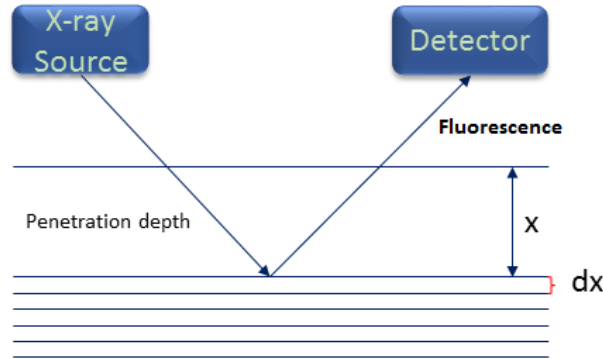 X-ray
Source
Detector
Fluorescence
Penetration depth
x
dx